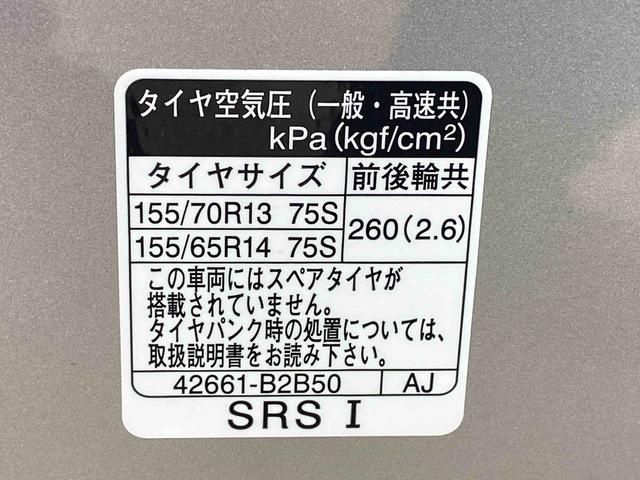 タイヤ空気圧（一般・高速共）
kPa(kgf/cm²)
タイヤサイズ 前後輪共
155/70R13 75S
260(2.6)
155/65R14 75S
この車両にはスペアタイヤが
搭載されていません。
タイヤパンク時の処置については、
取扱説明書をお読み下さい。
42661-B2B50 AJ
SRS I